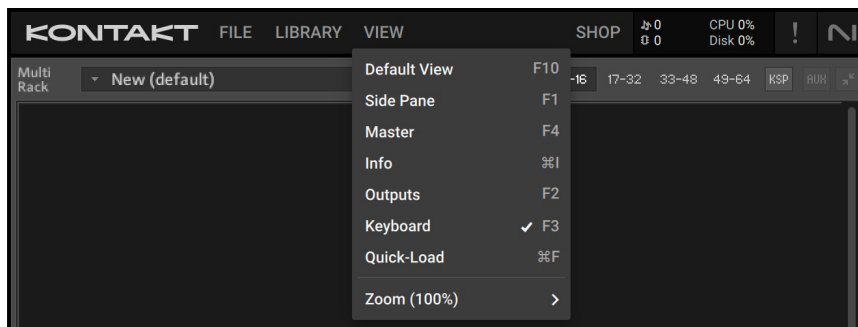 KONTAKT FILE LIBRARY VIEW SHOP 0 CPU 0%
0 Disk 0% ! NI
Multi
Rack New (default) -16 17-32 33-48 49-64 KSP AUX
Default View F10
Side Pane F1
Master F4
Info ⌘I
Outputs F2
Keyboard ✓ F3
Quick-Load ⌘F
Zoom (100%) >